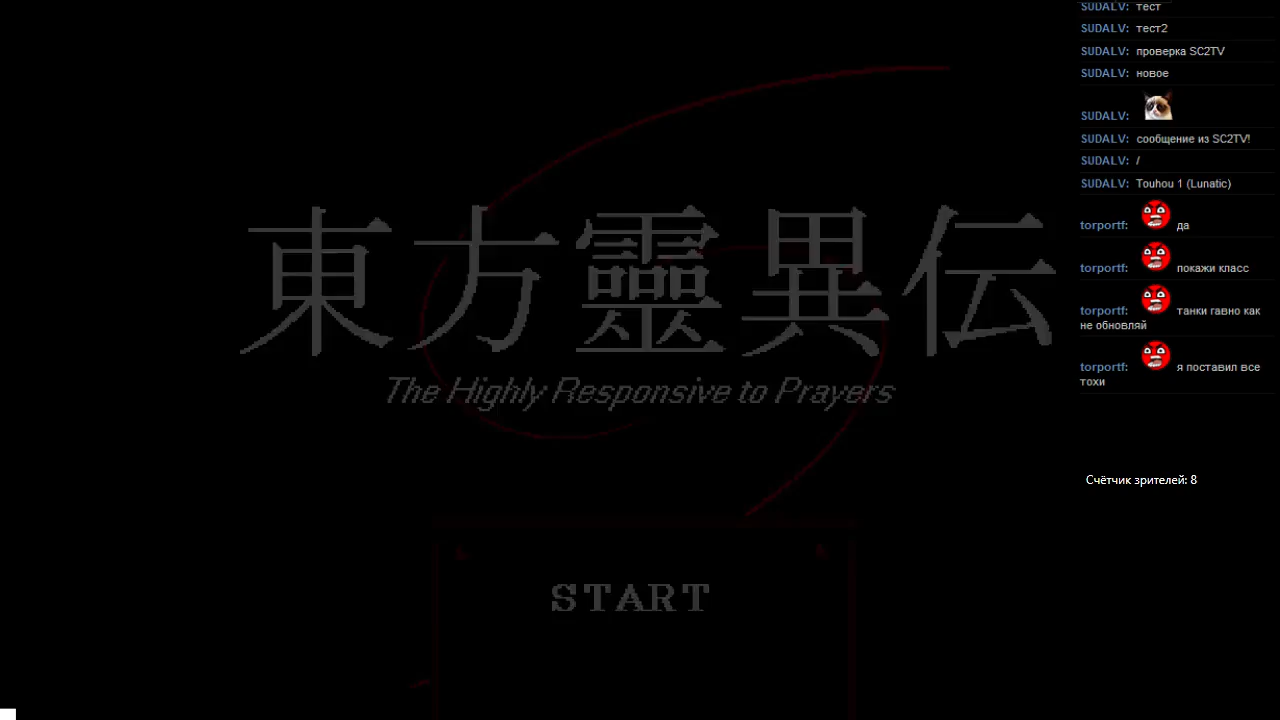 東方靈異伝
The Highly Responsive to Prayers
START
SUDALV: тест
SUDALV: тест2
SUDALV: проверка SC2TV
SUDALV: новое
SUDALV:
SUDALV: сообщение из SC2TV!
SUDALV: /
SUDALV: Touhou 1 (Lunatic)
torportf: да
torportf: покажи класс
torportf: танки гавно как
не обновляй
torportf: я поставил все
тохи
Счётчик зрителей: 8